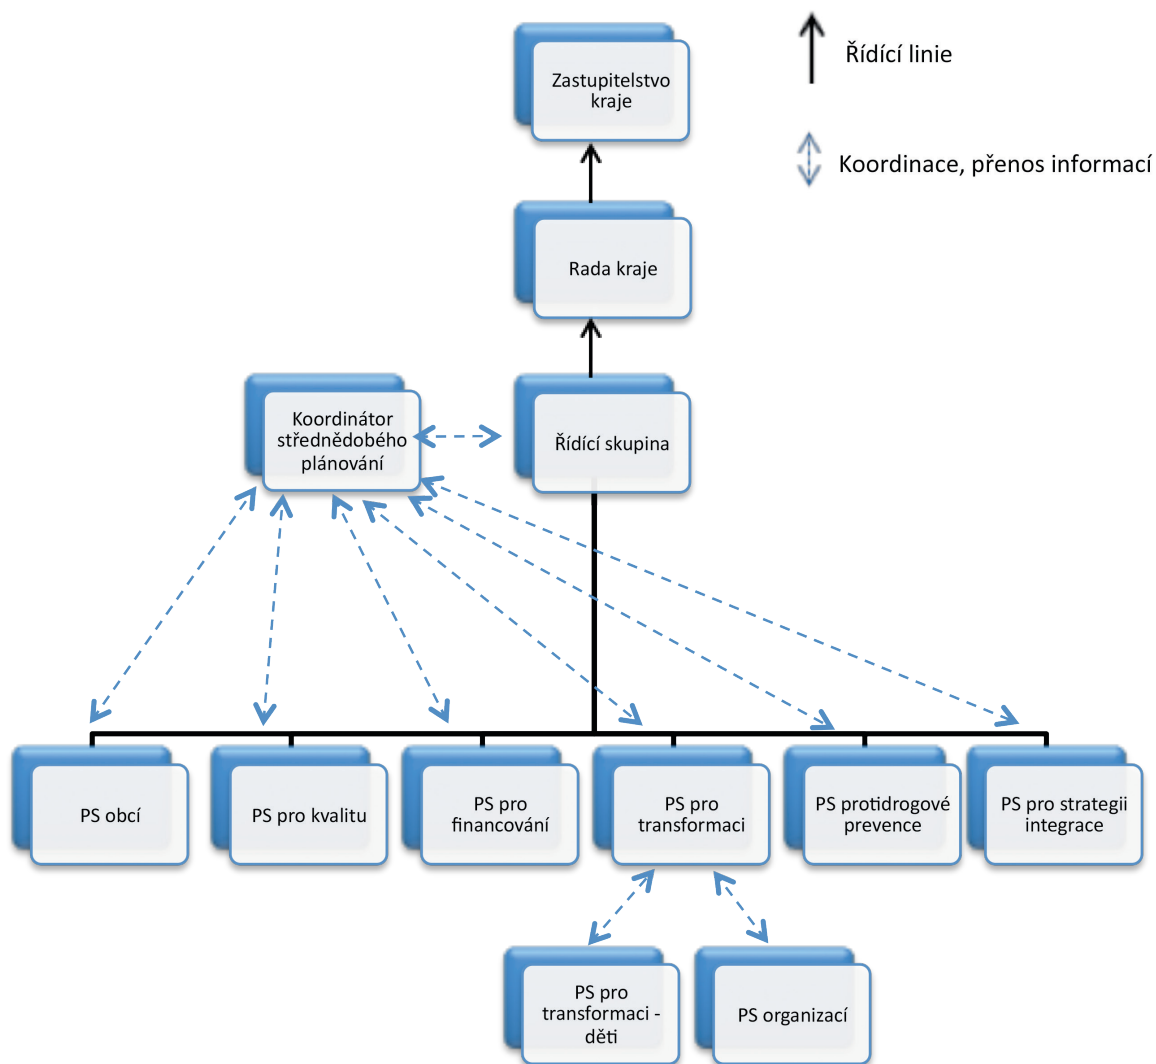 Zastupitelstvo
kraje
Řídící linie
Koordinace, přenos informací
Rada kraje
Koordinátor
střednědobého
plánování
Řídící skupina
PS obcí
PS pro kvalitu
PS pro
financování
PS pro
transformaci
PS protidrogové
prevence
PS pro strategii
integrace
PS pro
transformaci -
děti
PS organizací